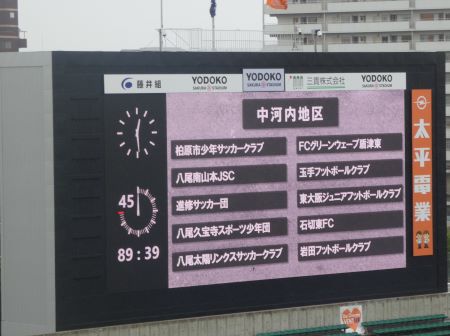 藤井組
YODOKO
SAKURA STADIUM
YODOKO
SAKURA STADIUM
三貴株式会社
YODOKO
SAKURA STADIUM
中河内地区
柏原市少年サッカークラブ
FCグリーンウェーブ盾津東
八尾南山本JSC
玉手フットボールクラブ
進修サッカー団
東大阪ジュニアフットボールクラブ
八尾久宝寺スポーツ少年団
石切東FC
八尾太陽リンクスサッカークラブ
岩田フットボールクラブ
45
89:39
太平電業